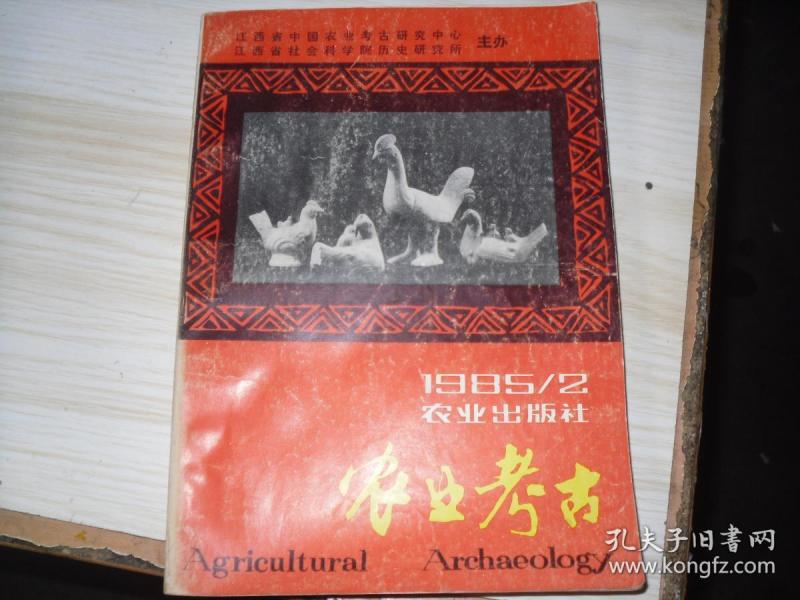 江西省中国农业考古研究中心
江西省社会科学院历史研究所
主办
1985/2
农业出版社
农业考古
Agricultural Archaeology
孔夫子旧书网
www.kongfz.com